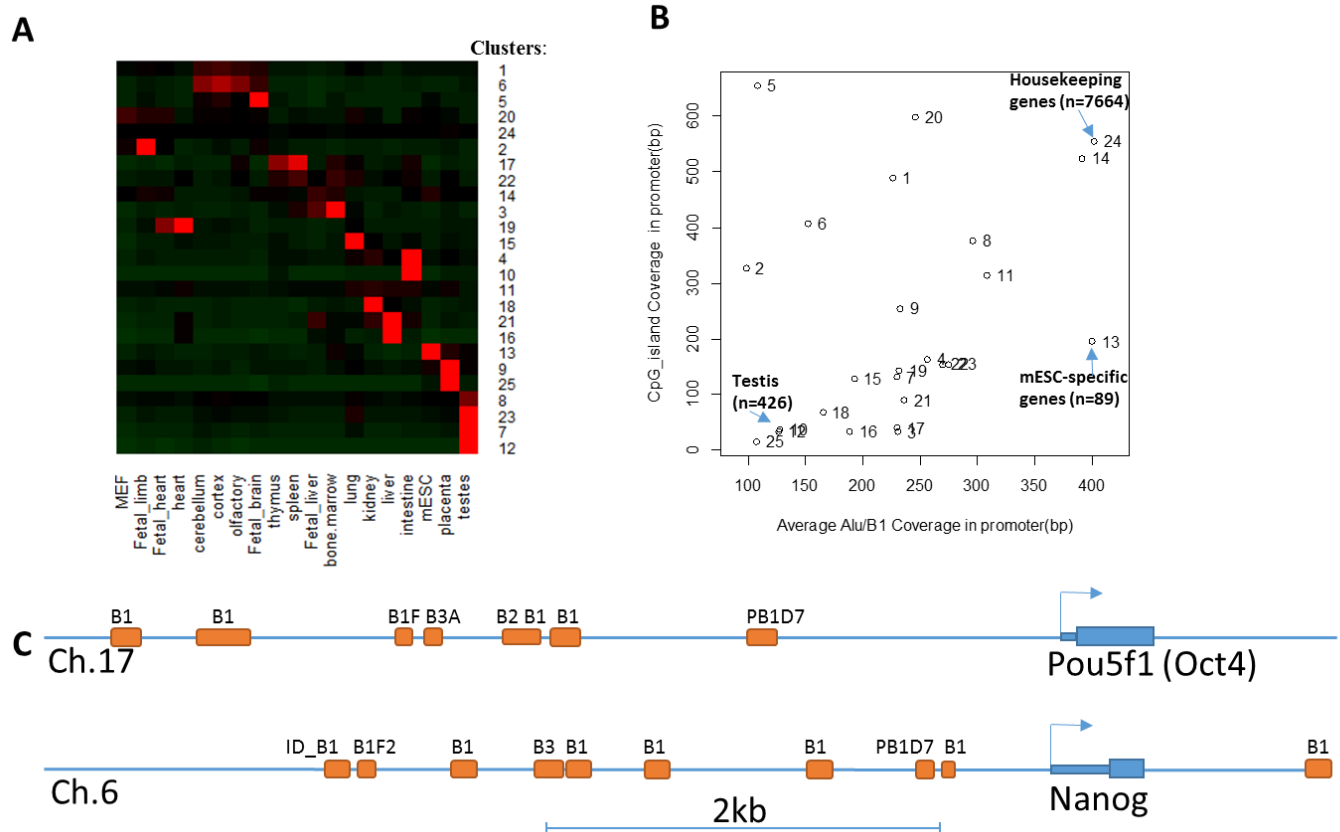 A
Clusters:
1
6
5
20
24
2
17
22
14
3
19
15
4
10
11
18
21
16
13
9
25
8
23
7
12
MEF
Fetal_limb
Fetal_heart
heart
cerebellum
cortex
olfactory
Fetal_brain
thymus
spleen
Fetal_liver
bone.marrow
lung
kidney
liver
intestine
mESC
placenta
testes
B
CpG_island Coverage in promoter(bp)
0 100 200 300 400 500 600
5
Housekeeping
genes (n=7664)
20
24
14
1
6
8
2
11
9
13
4
22
23
19
15
7
mESC-specific
genes (n=89)
Testis
(n=426)
21
18
10
12
16
17
3
25
100 150 200 250 300 350 400
Average Alu/B1 Coverage in promoter(bp)
C
B1 B1 B1F B3A B2 B1 B1 PB1D7
Ch.17
Pou5f1 (Oct4)
ID_B1 B1F2 B1 B3 B1 B1 B1 PB1D7 B1 B1
Ch.6
Nanog
2kb